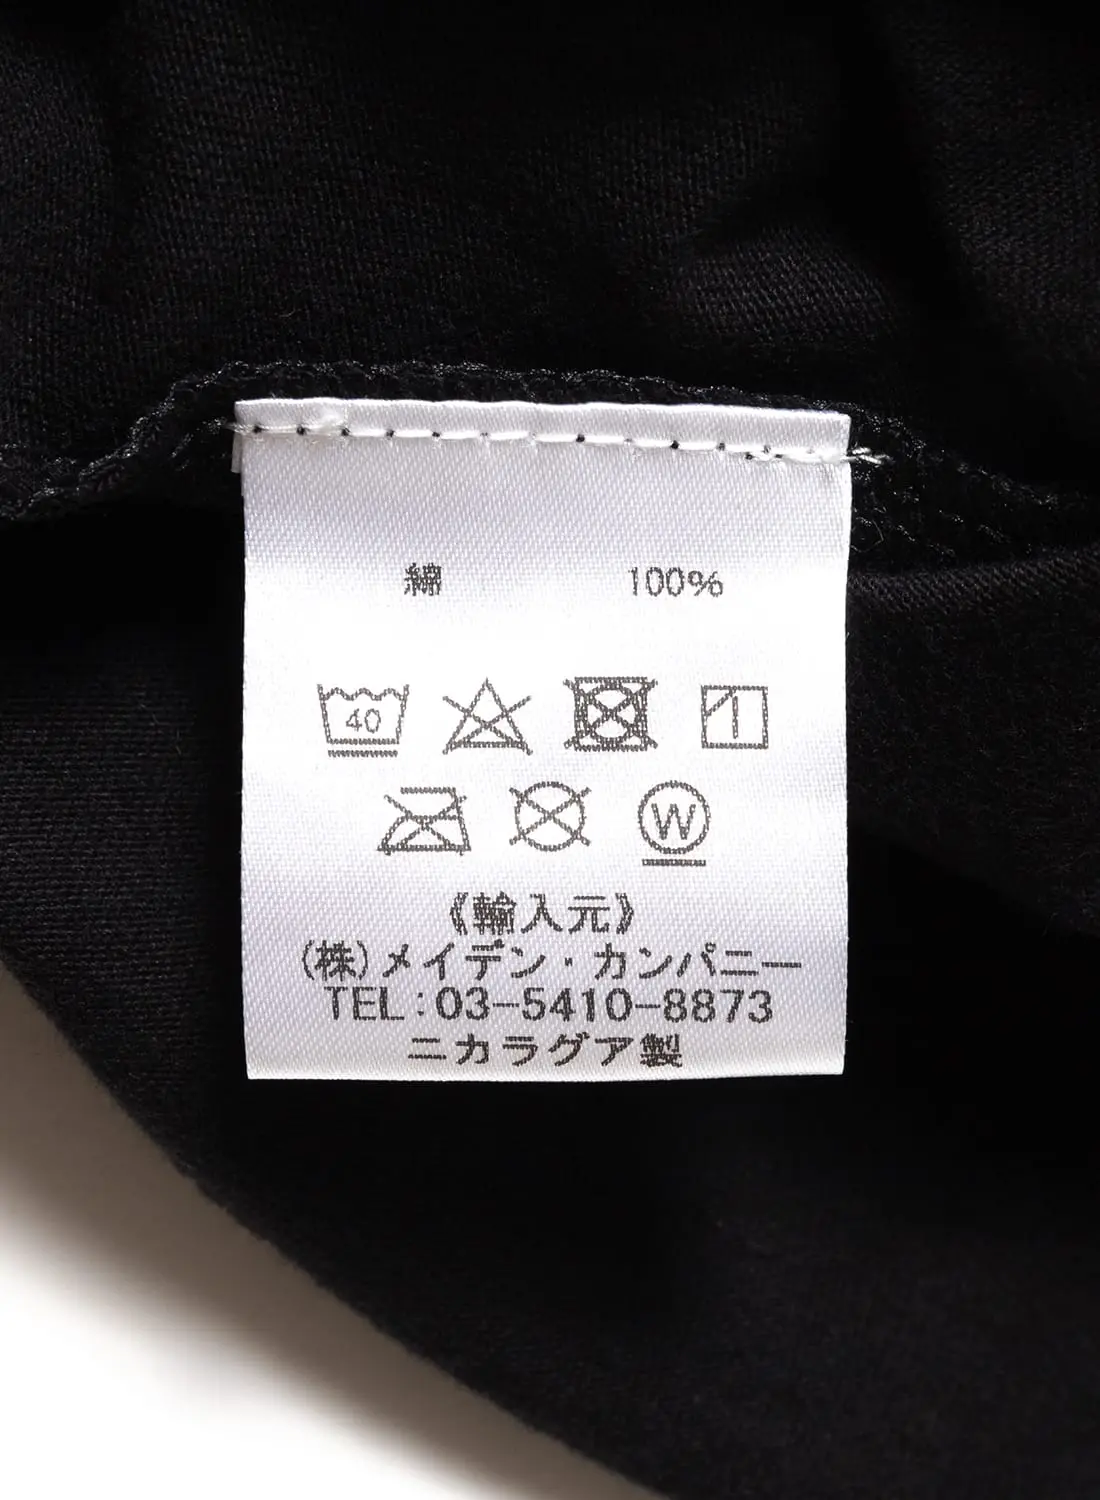 綿 100%
40
W
《輸入元》
(株)メイデン・カンパニー
TEL:03-5410-8873
ニカラグア製